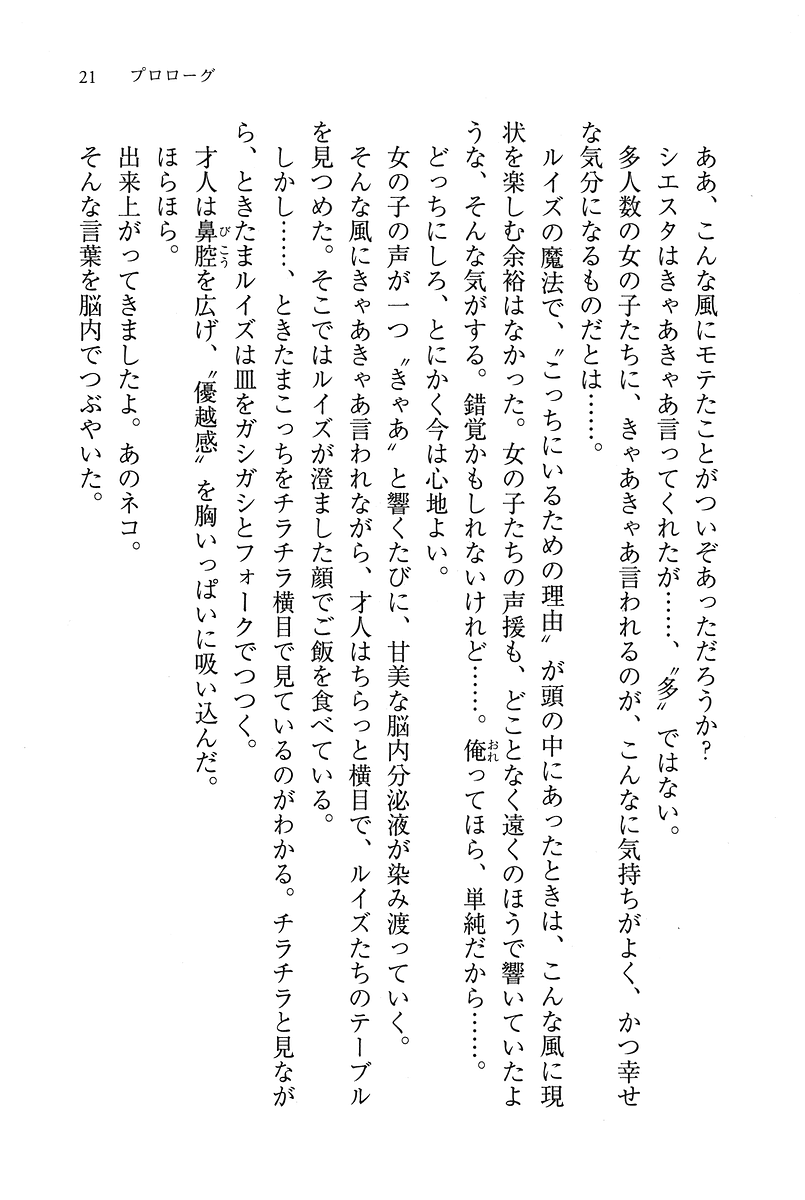 21　プロローグ
ああ、こんな風にモテたことがついぞあっただろうか？
シエスタはきゃあきゃあ言ってくれたが……、〝多〟ではない。
多人数の女の子たちに、きゃあきゃあ言われるのが、こんなに気持ちがよく、かつ幸せ
な気分になるものだとは……。
ルイズの魔法で、〝こっちにいるための理由〟が頭の中にあったときは、こんな風に現
状を楽しむ余裕はなかった。女の子たちの声援も、どことなく遠くのほうで響いていたよ
うな、そんな気がする。錯覚かもしれないけれど……。俺ってほら、単純だから……。
どっちにしろ、とにかく今は心地よい。
女の子の声が一つ〝きゃあ〟と響くたびに、甘美な脳内分泌液が染み渡っていく。
そんな風にきゃあきゃあ言われながら、才人はちらっと横目で、ルイズたちのテーブル
を見つめた。そこではルイズが澄ました顔でご飯を食べている。
しかし……、ときたまこっちをチラチラ横目で見ているのがわかる。チラチラと見なが
ら、ときたまルイズは皿をガシガシとフォークでつつく。
才人は鼻腔を広げ、〝優越感〟を胸いっぱいに吸い込んだ。
ほらほら。
出来上がってきましたよ。あのネコ。
そんな言葉を脳内でつぶやいた。